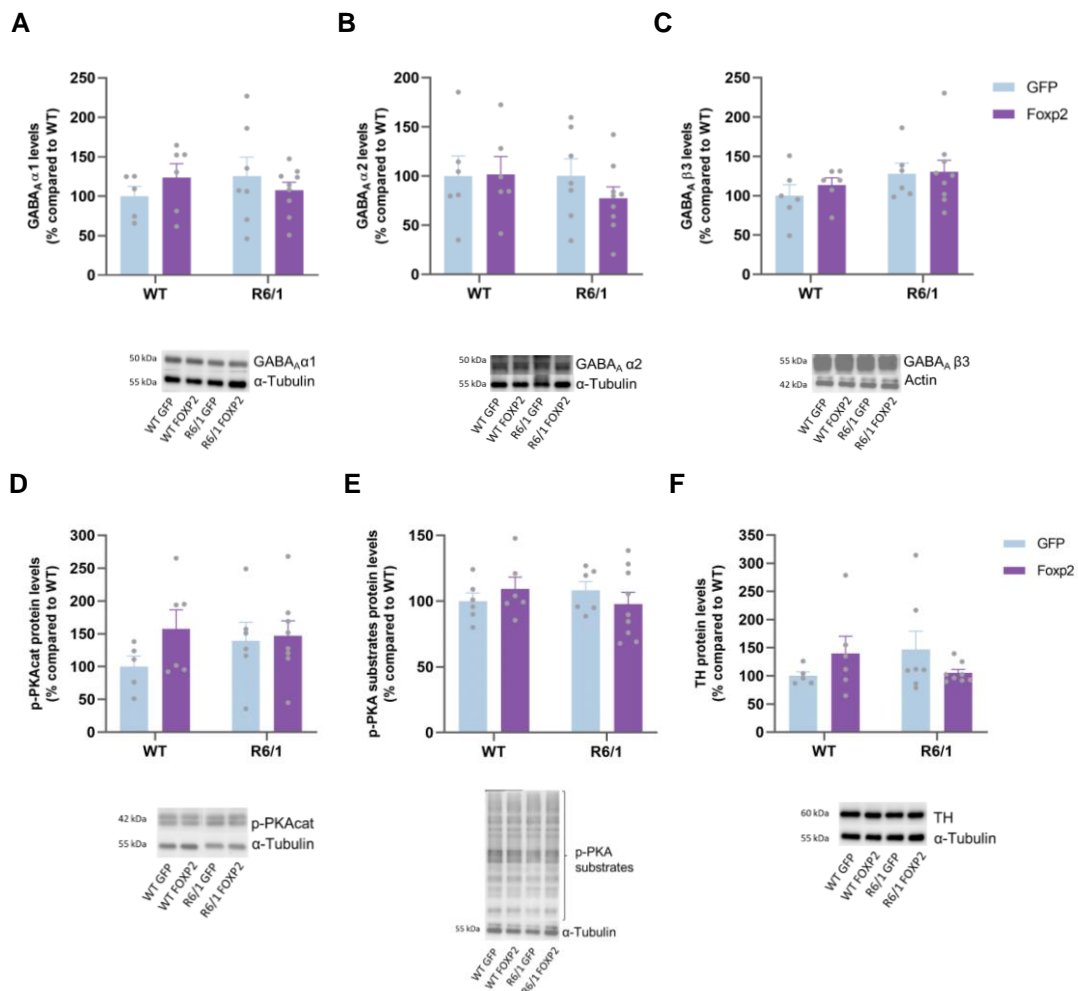 A
B
C
GABAAα1 levels
(% compared to WT)
250
200
150
100
50
0
WT
R6/1
GABAA α2 levels
(% compared to WT)
200
150
100
50
0
WT
R6/1
GABAA β3 levels
(% compared to WT)
250
200
150
100
50
0
WT
R6/1
GFP
Foxp2
50 kDa
GABAAα1
55 kDa
α-Tubulin
WT GFP
WT FOXP2
R6/1 GFP
R6/1 FOXP2
50 kDa
GABAA α2
55 kDa
α-Tubulin
WT GFP
WT FOXP2
R6/1 GFP
R6/1 FOXP2
55 kDa
GABAA β3
42 kDa
Actin
WT GFP
WT FOXP2
R6/1 GFP
R6/1 FOXP2
D
E
F
p-PKAcat protein levels
(% compared to WT)
300
250
200
150
100
50
0
WT
R6/1
p-PKA substrates protein levels
(% compared to WT)
150
100
50
0
WT
R6/1
TH protein levels
(% compared to WT)
350
300
250
200
150
100
50
0
WT
R6/1
GFP
Foxp2
42 kDa
p-PKAcat
55 kDa
α-Tubulin
WT GFP
WT FOXP2
R6/1 GFP
R6/1 FOXP2
p-PKA
substrates
55 kDa
α-Tubulin
WT GFP
WT FOXP2
R6/1 GFP
R6/1 FOXP2
60 kDa
TH
55 kDa
α-Tubulin
WT GFP
WT FOXP2
R6/1 GFP
R6/1 FOXP2